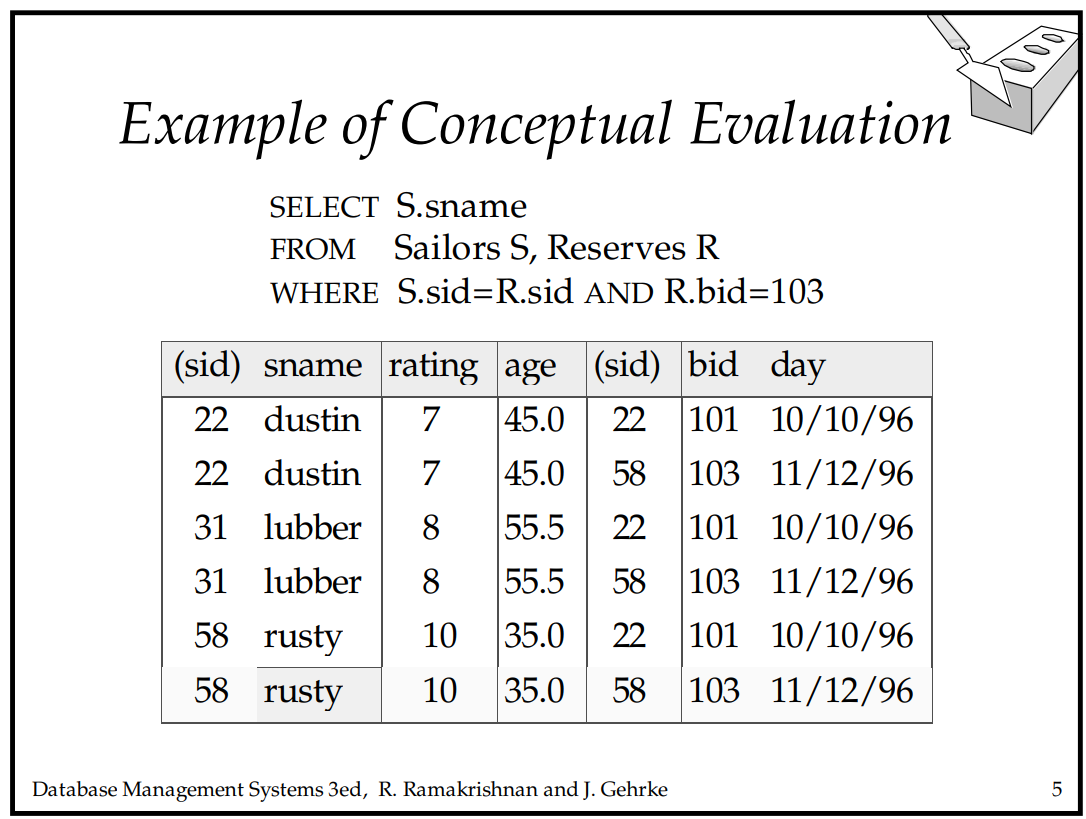 Example of Conceptual Evaluation
SELECT S.sname
FROM Sailors S, Reserves R
WHERE S.sid=R.sid AND R.bid=103
(sid) sname rating age (sid) bid day
22 dustin 7 45.0 22 101 10/10/96
22 dustin 7 45.0 58 103 11/12/96
31 lubber 8 55.5 22 101 10/10/96
31 lubber 8 55.5 58 103 11/12/96
58 rusty 10 35.0 22 101 10/10/96
58 rusty 10 35.0 58 103 11/12/96
Database Management Systems 3ed, R. Ramakrishnan and J. Gehrke 5